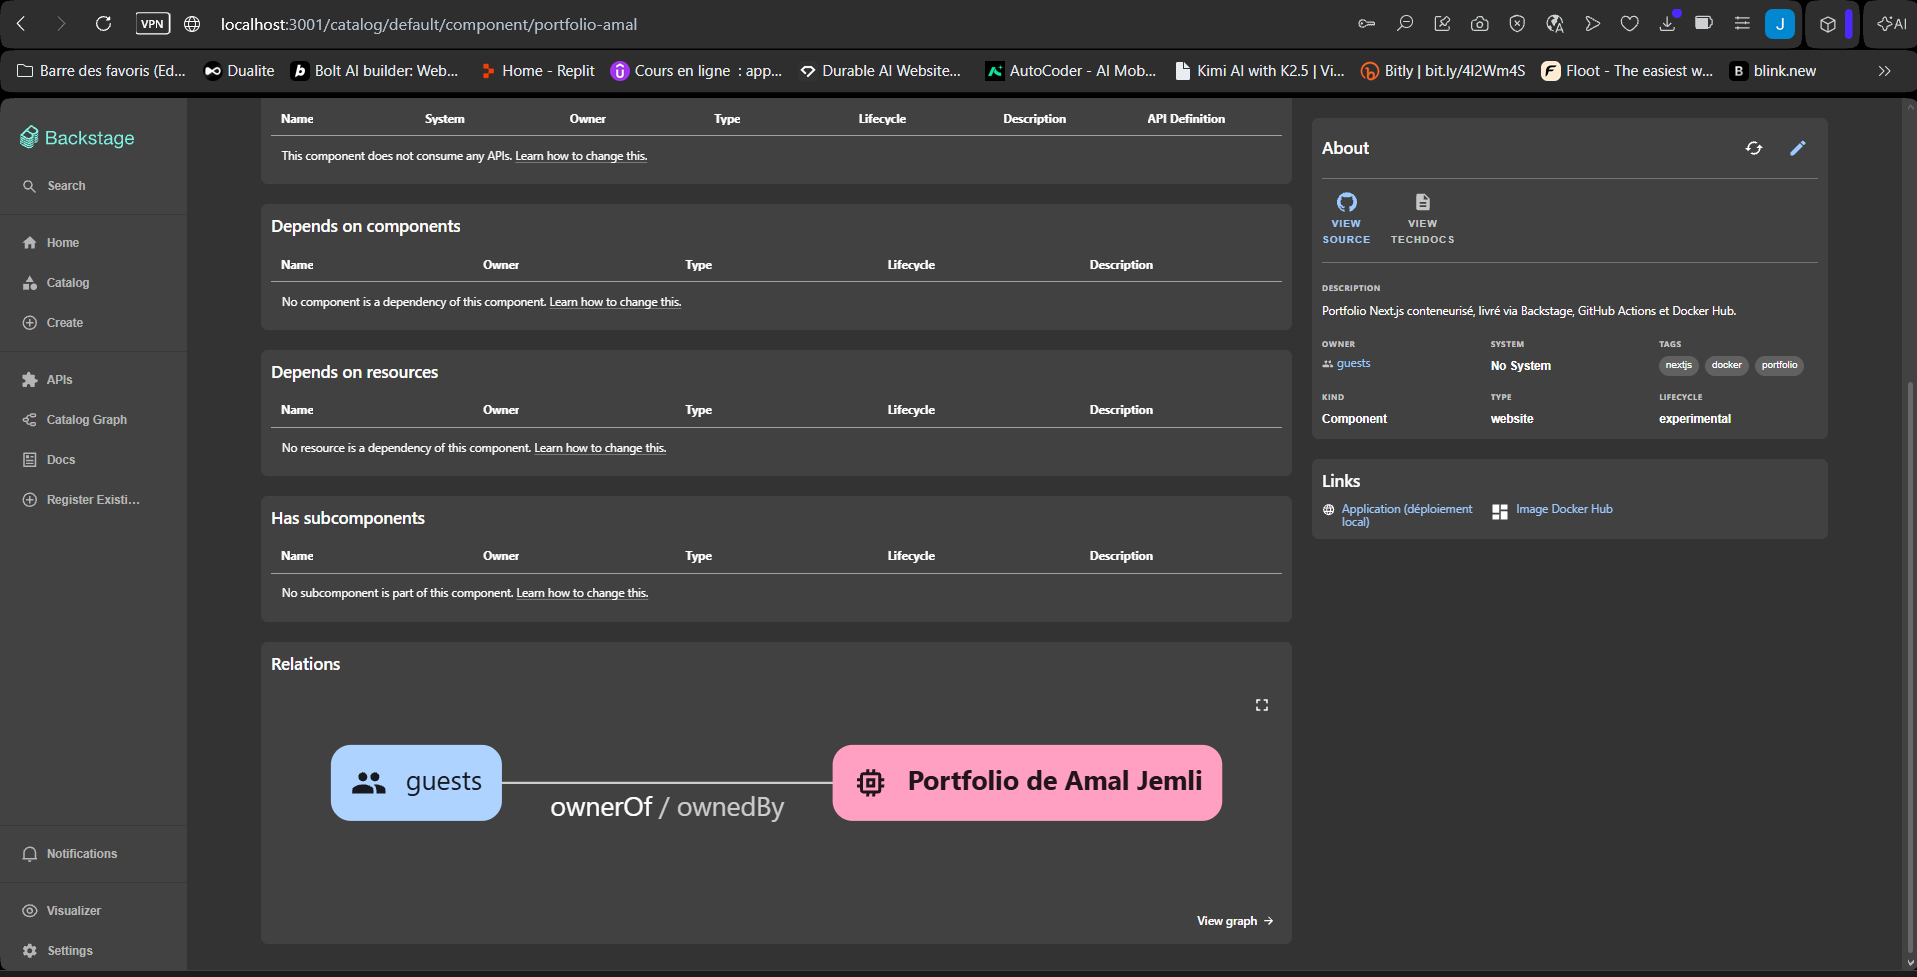 VPN localhost:3001/catalog/default/component/portfolio-amal J AI
Barre des favoris (Ed... Dualite Bolt AI builder: Web... Home - Replit Cours en ligne : app... Durable AI Website... AutoCoder - AI Mob... Kimi AI with K2.5 | Vi... Bitly | bit.ly/4l2Wm4S Floot - The easiest w... blink.new
Backstage
Search
Home
Catalog
Create
APIs
Catalog Graph
Docs
Register Existi...
Notifications
Visualizer
Settings
Name System Owner Type Lifecycle Description API Definition
This component does not consume any APIs. Learn how to change this.
Depends on components
Name Owner Type Lifecycle Description
No component is a dependency of this component. Learn how to change this.
Depends on resources
Name Owner Type Lifecycle Description
No resource is a dependency of this component. Learn how to change this.
Has subcomponents
Name Owner Type Lifecycle Description
No subcomponent is part of this component. Learn how to change this.
Relations
guests
ownerOf / ownedBy
Portfolio de Amal Jemli
View graph
About
VIEW SOURCE
VIEW TECHDOCS
DESCRIPTION
Portfolio Next.js conteneurisé, livré via Backstage, GitHub Actions et Docker Hub.
OWNER SYSTEM TAGS
guests No System nextjs docker portfolio
KIND TYPE LIFECYCLE
Component website experimental
Links
Application (déploiement
local)
Image Docker Hub